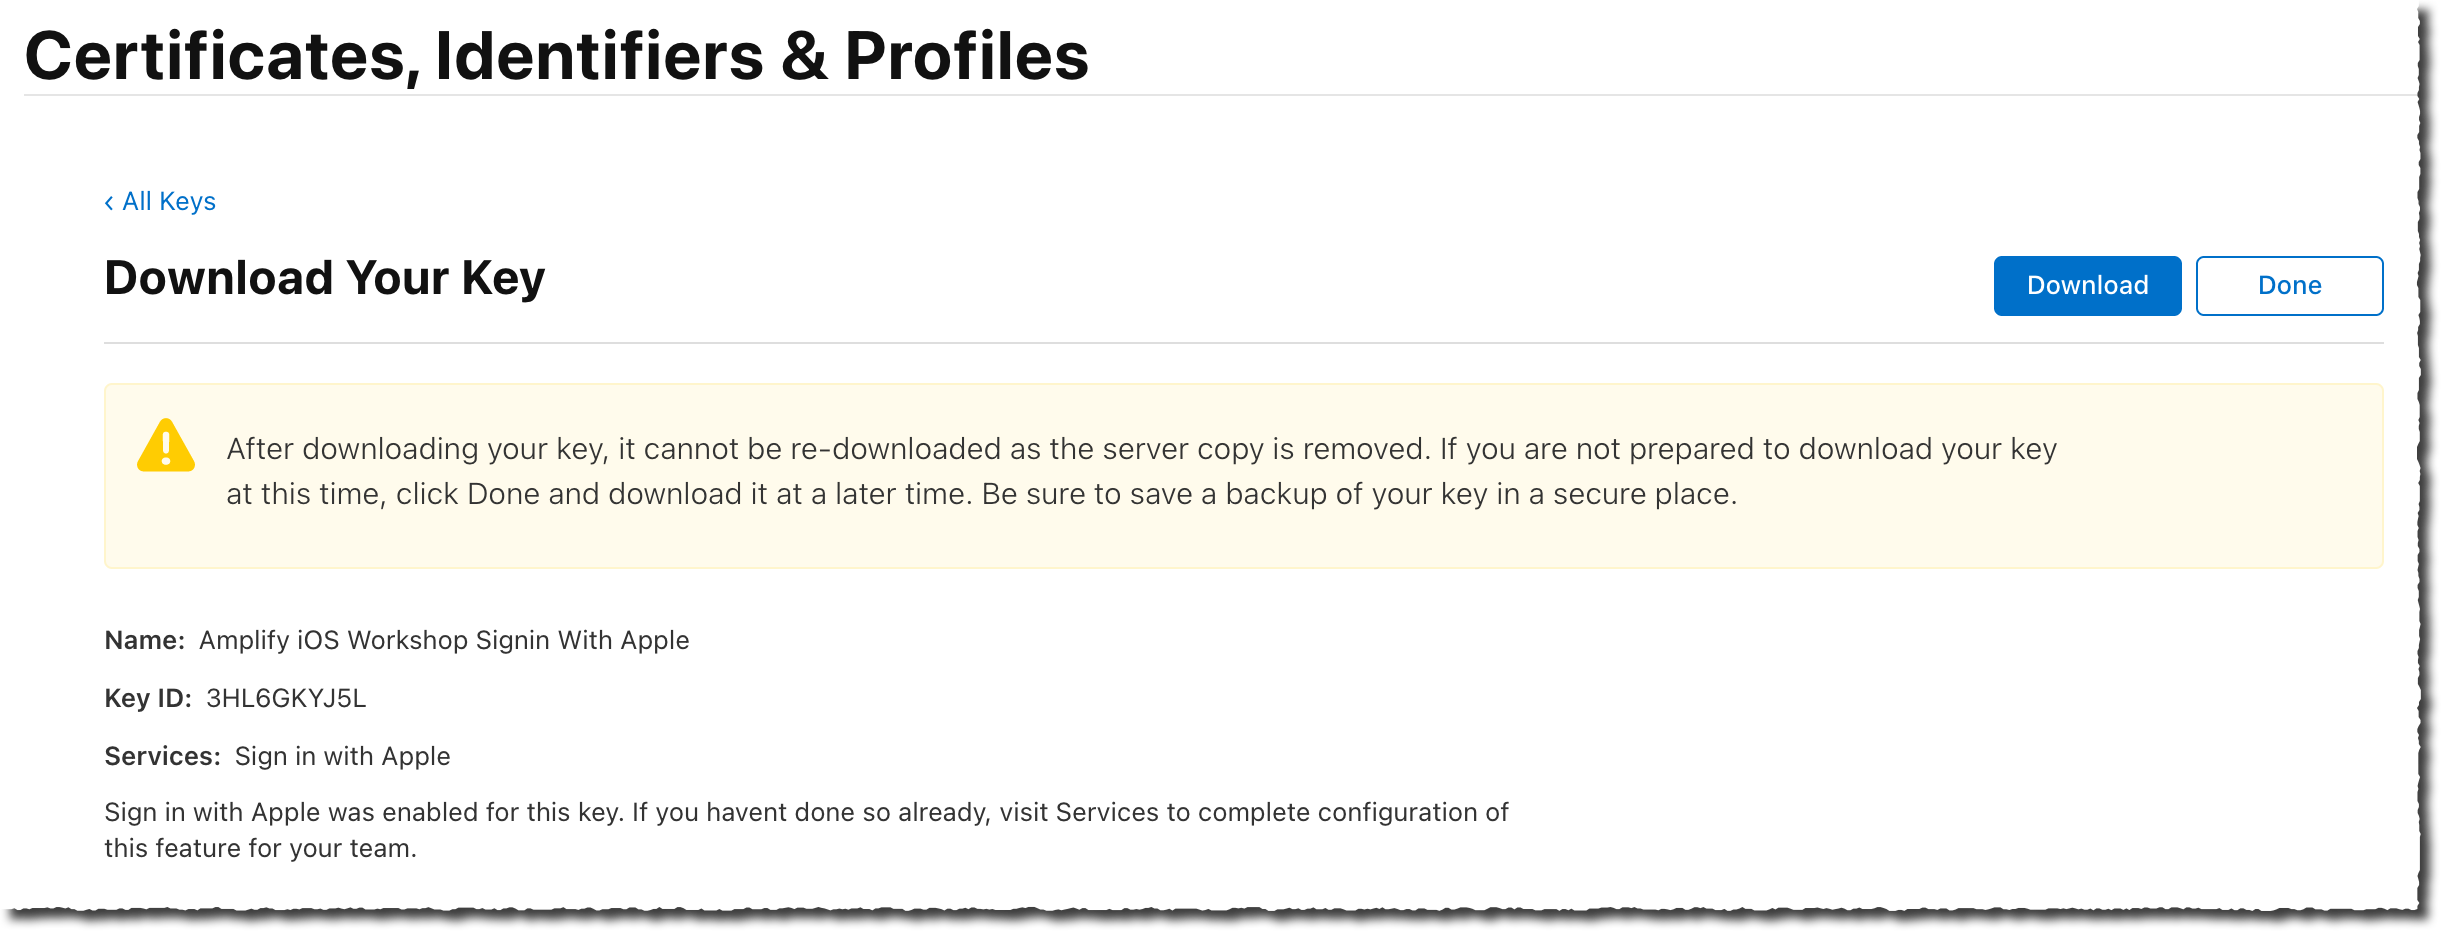 Certificates, Identifiers & Profiles
‹ All Keys
Download Your Key
Download
Done
After downloading your key, it cannot be re-downloaded as the server copy is removed. If you are not prepared to download your key
at this time, click Done and download it at a later time. Be sure to save a backup of your key in a secure place.
Name: Amplify iOS Workshop Signin With Apple
Key ID: 3HL6GKYJ5L
Services: Sign in with Apple
Sign in with Apple was enabled for this key. If you havent done so already, visit Services to complete configuration of
this feature for your team.